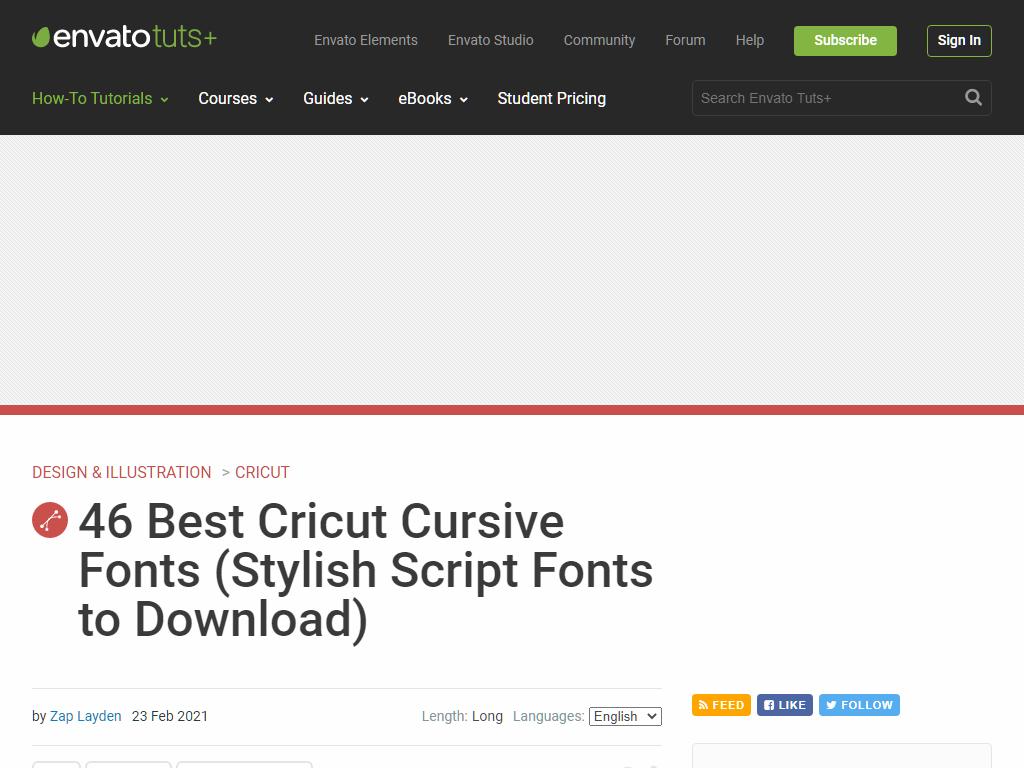 envatotuts+
Envato Elements Envato Studio Community Forum Help Subscribe Sign In
How-To Tutorials Courses Guides eBooks Student Pricing Search Envato Tuts+
DESIGN & ILLUSTRATION > CRICUT
46 Best Cricut Cursive
Fonts (Stylish Script Fonts
to Download)
by Zap Layden 23 Feb 2021 Length: Long Languages: English
FEED LIKE FOLLOW